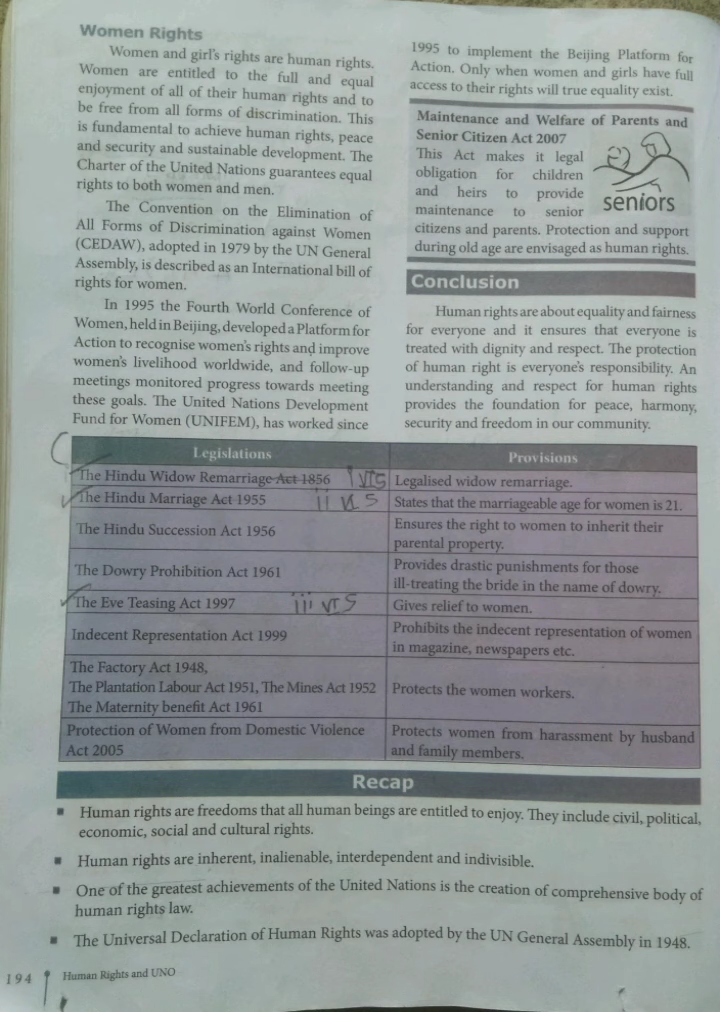 Women Rights
Women and girl's rights are human rights.
Women are entitled to the full and equal
enjoyment of all of their human rights and to
be free from all forms of discrimination. This
is fundamental to achieve human rights, peace
and security and sustainable development. The
Charter of the United Nations guarantees equal
rights to both women and men.
The Convention on the Elimination of
All Forms of Discrimination against Women
(CEDAW), adopted in 1979 by the UN General
Assembly, is described as an International bill of
rights for women.
In 1995 the Fourth World Conference of
Women, held in Beijing, developed a Platform for
Action to recognise women's rights and improve
women's livelihood worldwide, and follow-up
meetings monitored progress towards meeting
these goals. The United Nations Development
Fund for Women (UNIFEM), has worked since
1995 to implement the Beijing Platform for
Action. Only when women and girls have full
access to their rights will true equality exist.
Maintenance and Welfare of Parents and
Senior Citizen Act 2007
This Act makes it legal
obligation for children
and heirs to provide
maintenance to senior
citizens and parents. Protection and support
during old age are envisaged as human rights.
seniors
Conclusion
Human rights are about equality and fairness
for everyone and it ensures that everyone is
treated with dignity and respect. The protection
of human right is everyone's responsibility. An
understanding and respect for human rights
provides the foundation for peace, harmony,
security and freedom in our community.
Legislations Provisions
The Hindu Widow Remarriage Act 1856 Legalised widow remarriage.
The Hindu Marriage Act 1955 ii States that the marriageable age for women is 21.
The Hindu Succession Act 1956 Ensures the right to women to inherit their
parental property.
The Dowry Prohibition Act 1961 Provides drastic punishments for those
ill-treating the bride in the name of dowry.
The Eve Teasing Act 1997 iii Gives relief to women.
Indecent Representation Act 1999 Prohibits the indecent representation of women
in magazine, newspapers etc.
The Factory Act 1948,
The Plantation Labour Act 1951, The Mines Act 1952 Protects the women workers.
The Maternity benefit Act 1961
Protection of Women from Domestic Violence Protects women from harassment by husband
Act 2005 and family members.
Recap
▪ Human rights are freedoms that all human beings are entitled to enjoy. They include civil, political,
economic, social and cultural rights.
▪ Human rights are inherent, inalienable, interdependent and indivisible.
▪ One of the greatest achievements of the United Nations is the creation of comprehensive body of
human rights law.
▪ The Universal Declaration of Human Rights was adopted by the UN General Assembly in 1948.
194 Human Rights and UNO